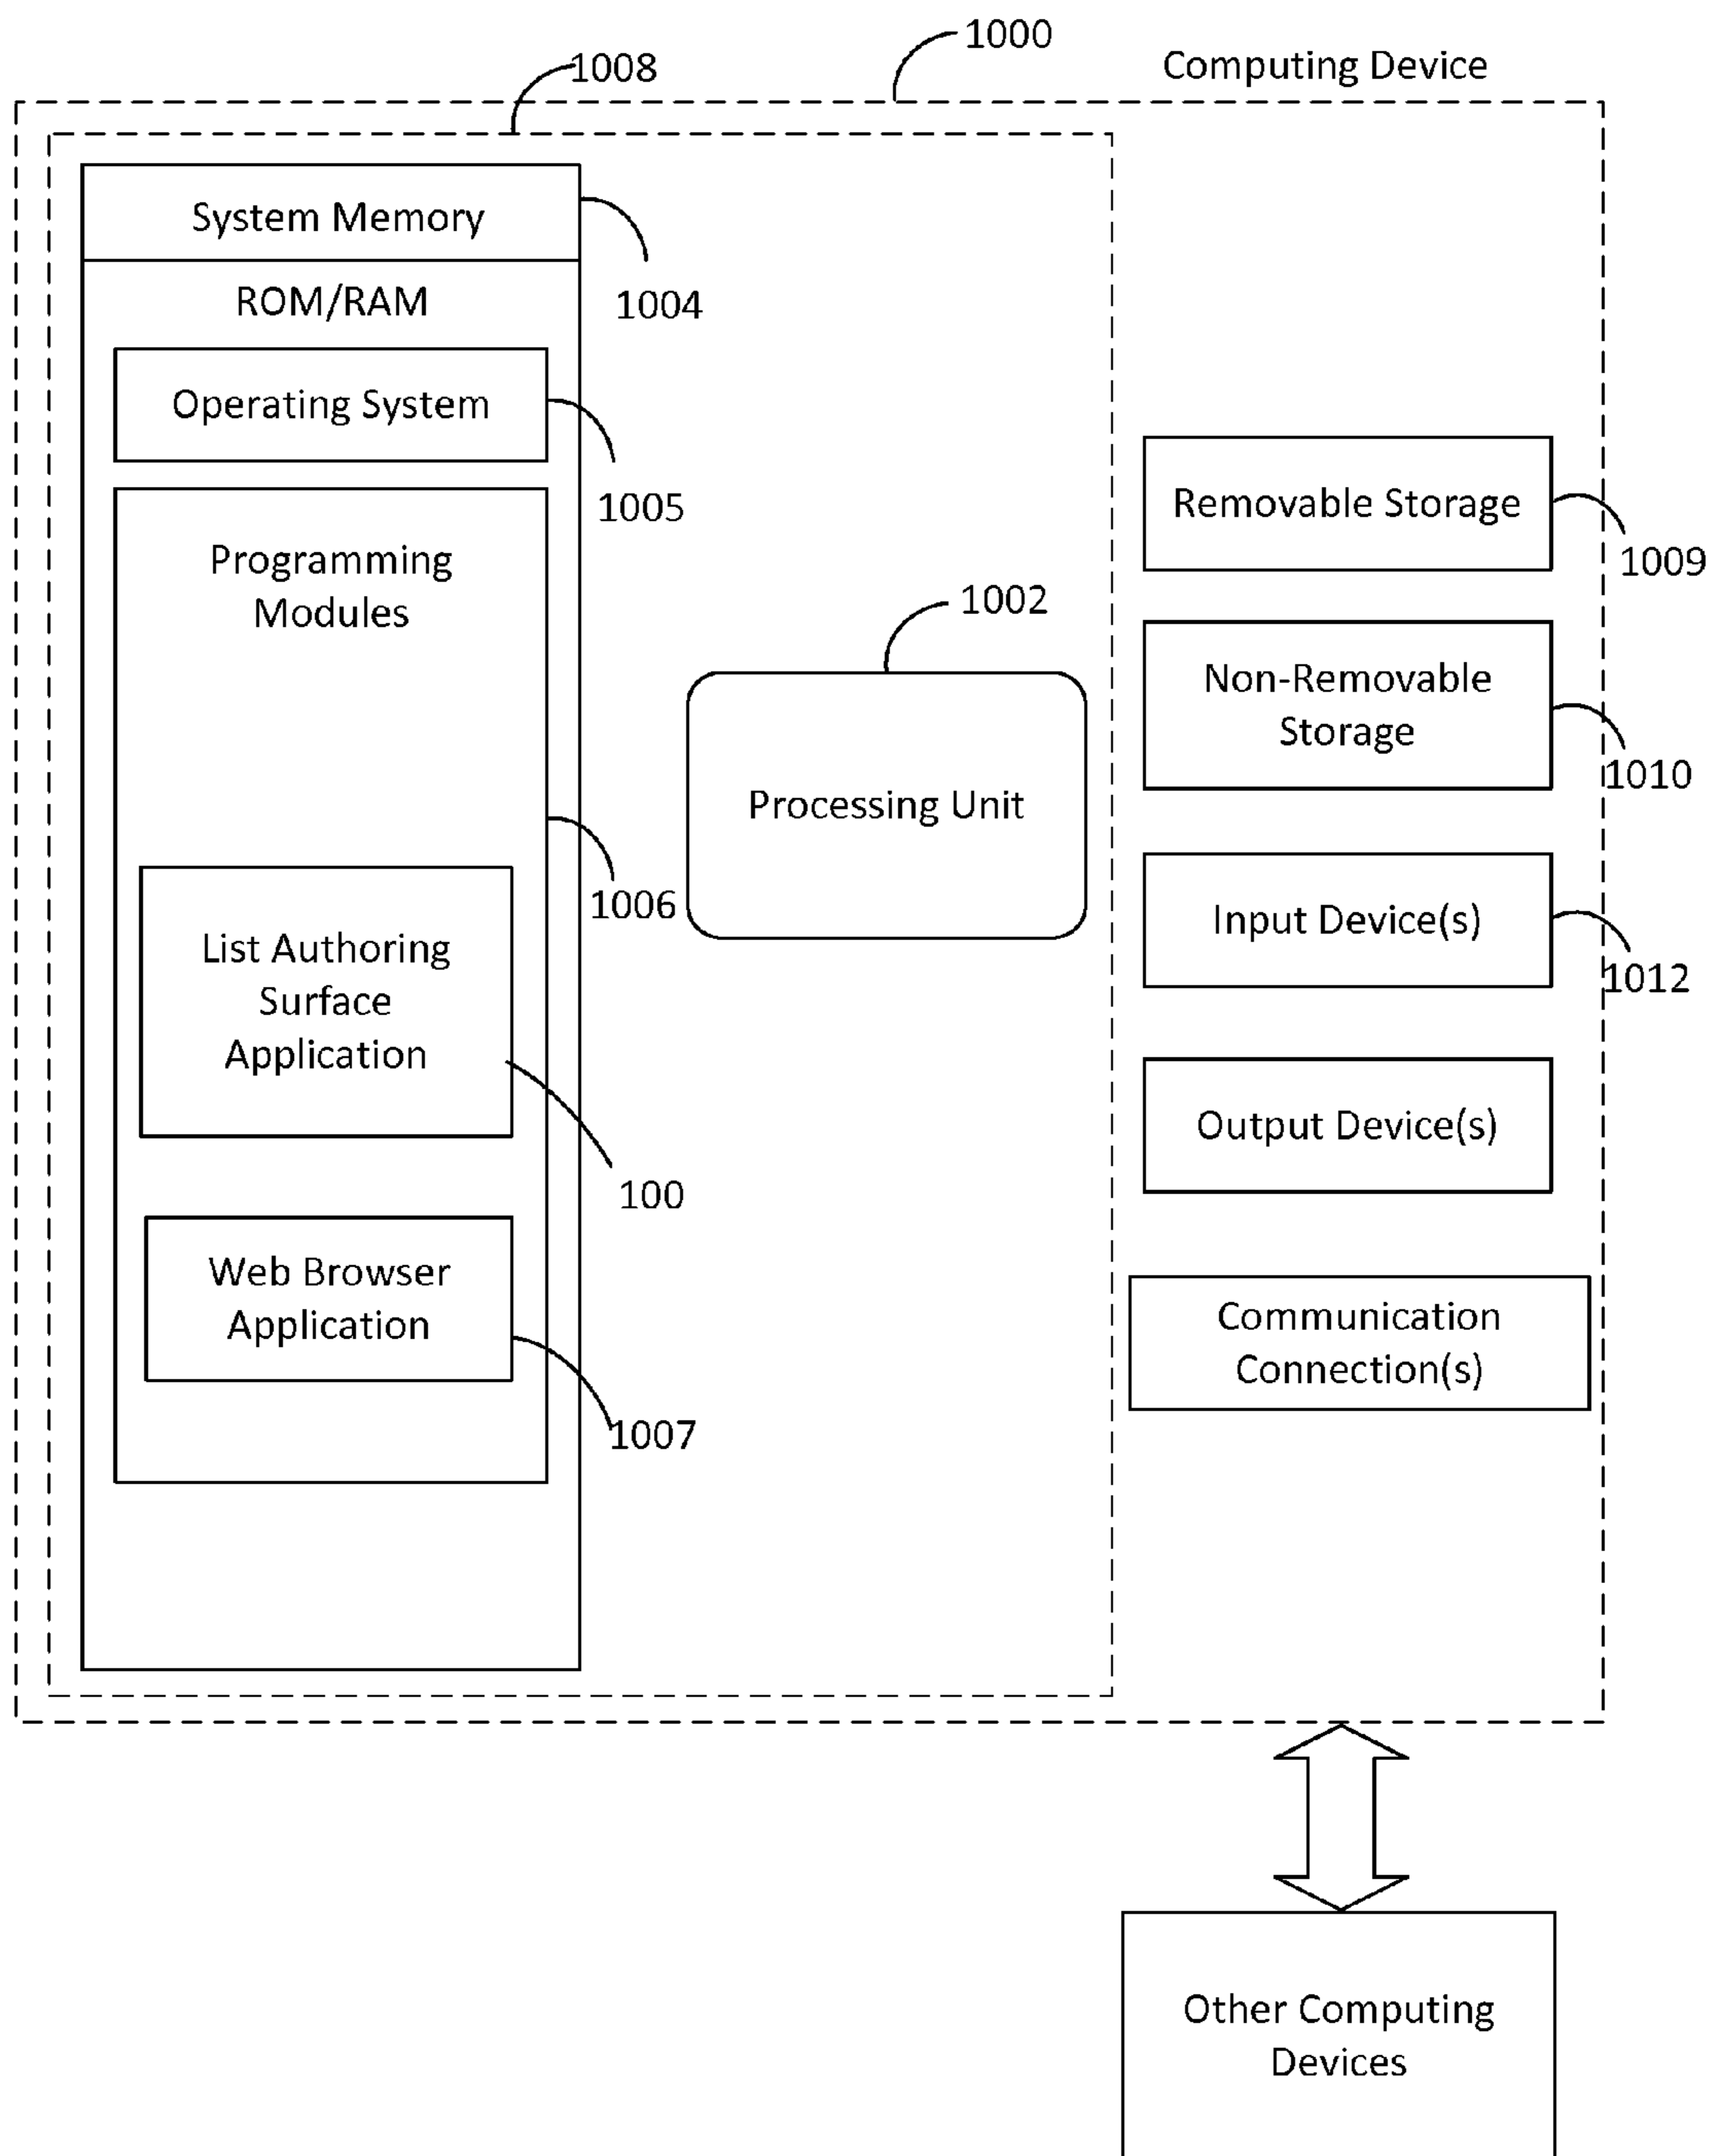 1000
Computing Device
1008
System Memory
1004
ROM/RAM
Operating System
1005
Programming
Modules
1006
List Authoring
Surface
Application
100
Web Browser
Application
1007
1002
Processing Unit
Removable Storage
1009
Non-Removable
Storage
1010
Input Device(s)
1012
Output Device(s)
Communication
Connection(s)
Other Computing
Devices